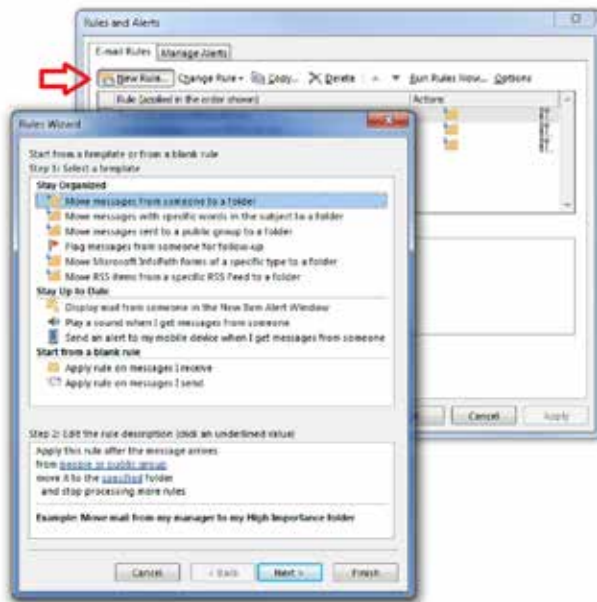 Rules and Alerts
E-mail Rules Manage Alerts
New Rule... Change Rule Copy... Delete Run Rules Now... Options
Rule (applied in the order shown) Actions
Rules Wizard
Start from a template or from a blank rule
Step 1: Select a template
Stay Organized
Move messages from someone to a folder
Move messages with specific words in the subject to a folder
Move messages sent to a public group to a folder
Flag messages from someone for follow-up
Move Microsoft InfoPath forms of a specific type to a folder
Move RSS items from a specific RSS Feed to a folder
Stay Up to Date
Display mail from someone in the New Item Alert Window
Play a sound when I get messages from someone
Send an alert to my mobile device when I get messages from someone
Start from a blank rule
Apply rule on messages I receive
Apply rule on messages I send
Cancel Apply
Step 2: Edit the rule description (click an underlined value)
Apply this rule after the message arrives
from people or public group
move it to the specified folder
and stop processing more rules
Example: Move mail from my manager to my High Importance folder
Cancel < Back Next > Finish